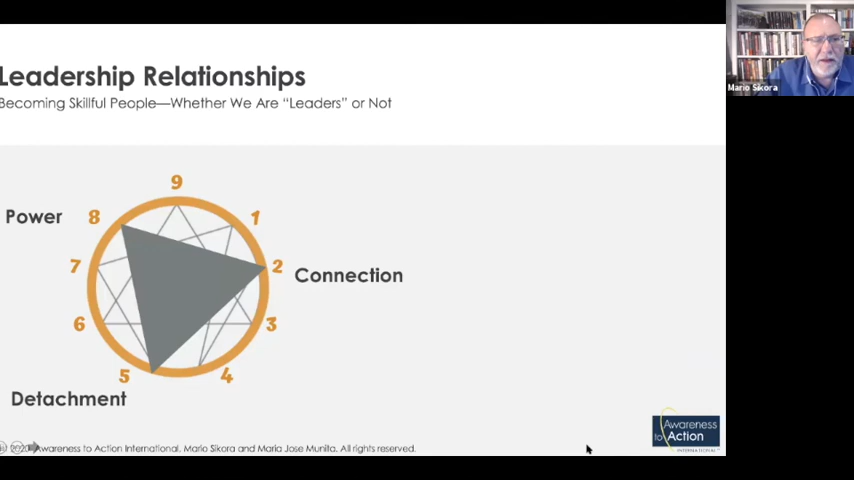 Leadership Relationships
Becoming Skillful People—Whether We Are “Leaders” or Not
Mario Sikora
9
Power 8
1
7
2 Connection
6
3
5
4
Detachment
Awareness to Action International, Mario Sikora and Maria Jose Munita. All rights reserved.
Awareness
to Action
INTERNATIONAL